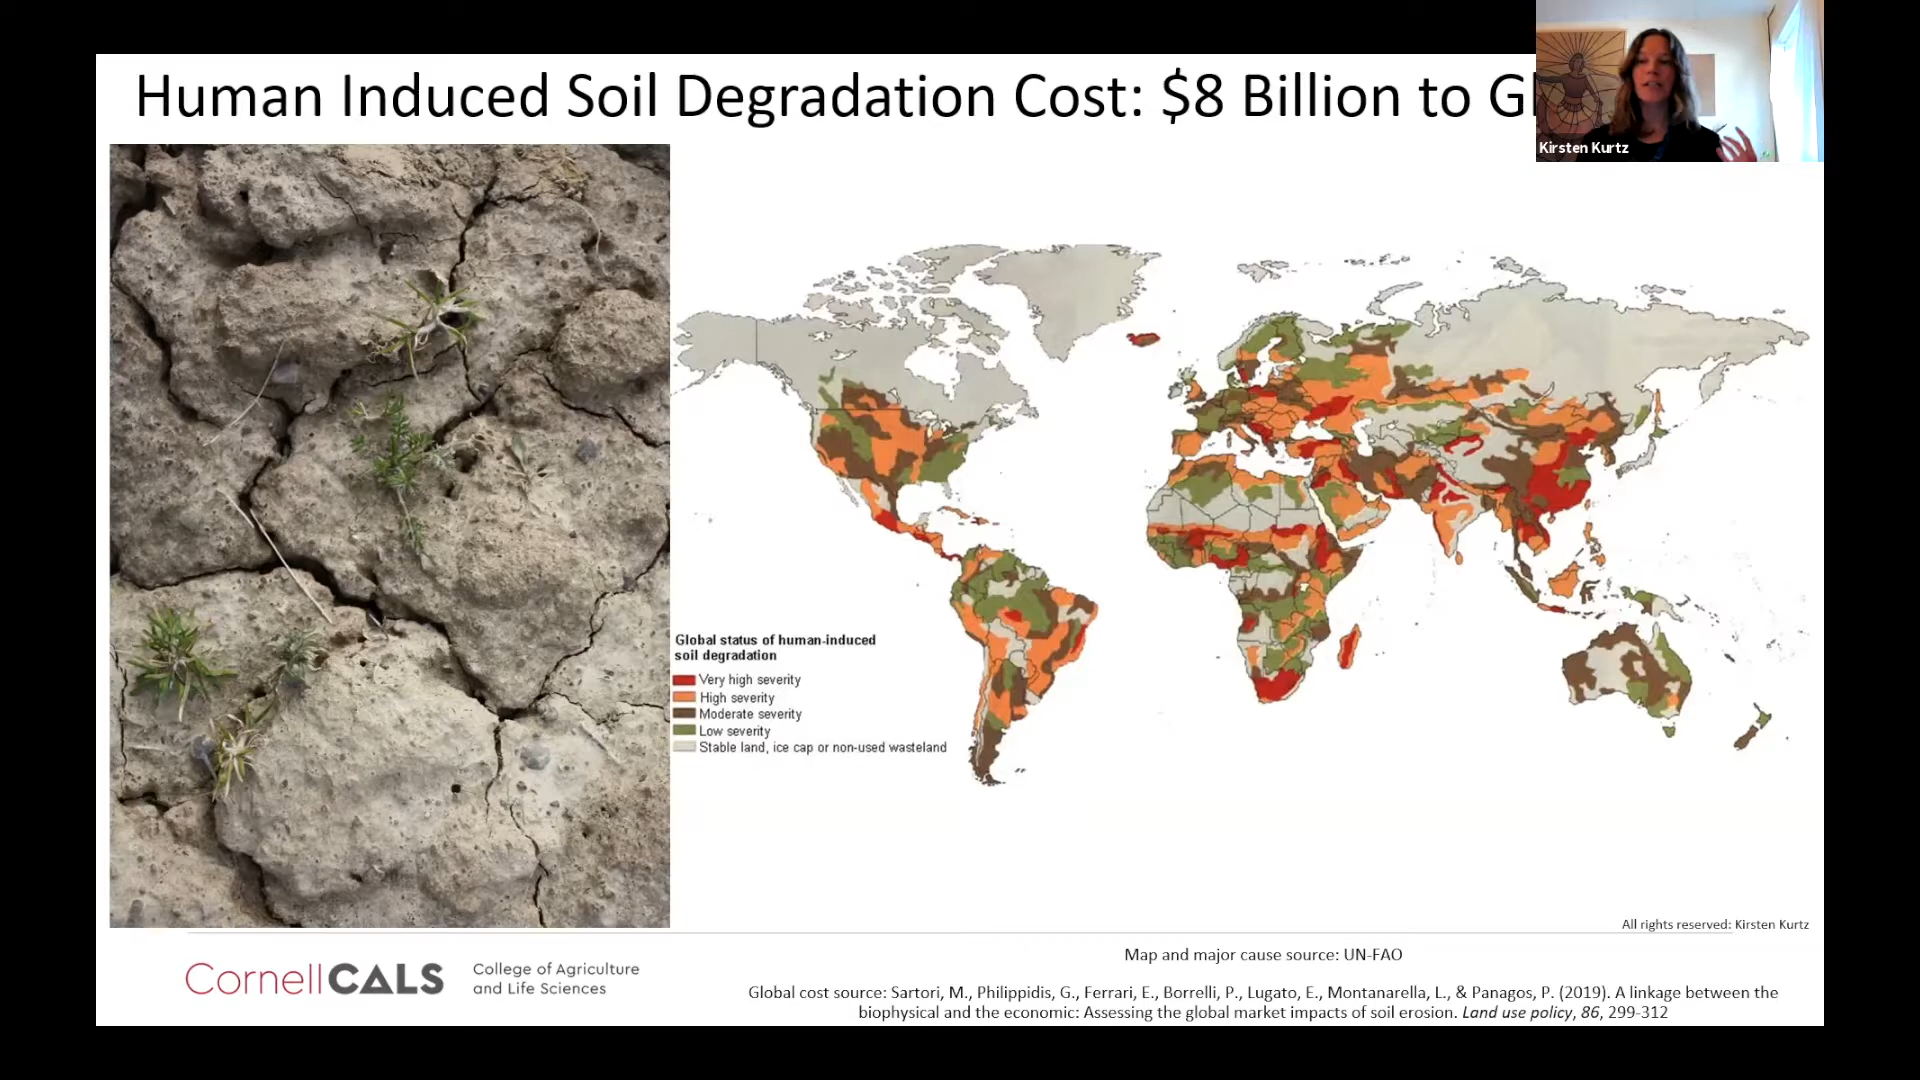 Human Induced Soil Degradation Cost: $8 Billion to
Kirsten Kurtz
Global status of human-induced
soil degradation
Very high severity
High severity
Moderate severity
Low severity
Stable land, ice cap or non-used wasteland
All rights reserved: Kirsten Kurtz
CornellCALS
College of Agriculture
and Life Sciences
Map and major cause source: UN-FAO
Global cost source: Sartori, M., Philippidis, G., Ferrari, E., Borrelli, P., Lugato, E., Montanarella, L., & Panagos, P. (2019). A linkage between the
biophysical and the economic: Assessing the global market impacts of soil erosion. Land use policy, 86, 299-312